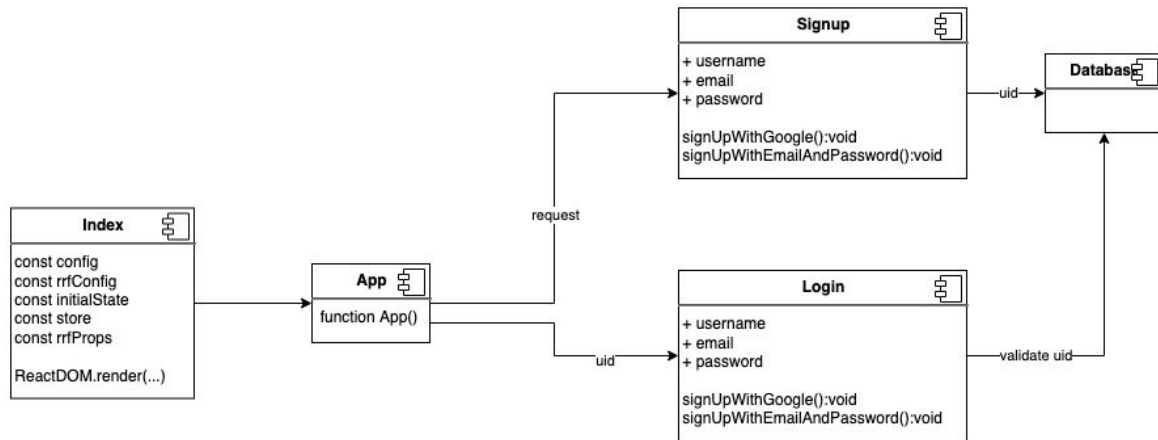 Signup
+ username
+ email
+ password
signUpWithGoogle():void
signUpWithEmailAndPassword():void
uid
Database
request
Index
const config
const rrfConfig
const initialState
const store
const rrfProps
ReactDOM.render(...)
App
function App()
uid
Login
+ username
+ email
+ password
signUpWithGoogle():void
signUpWithEmailAndPassword():void
validate uid